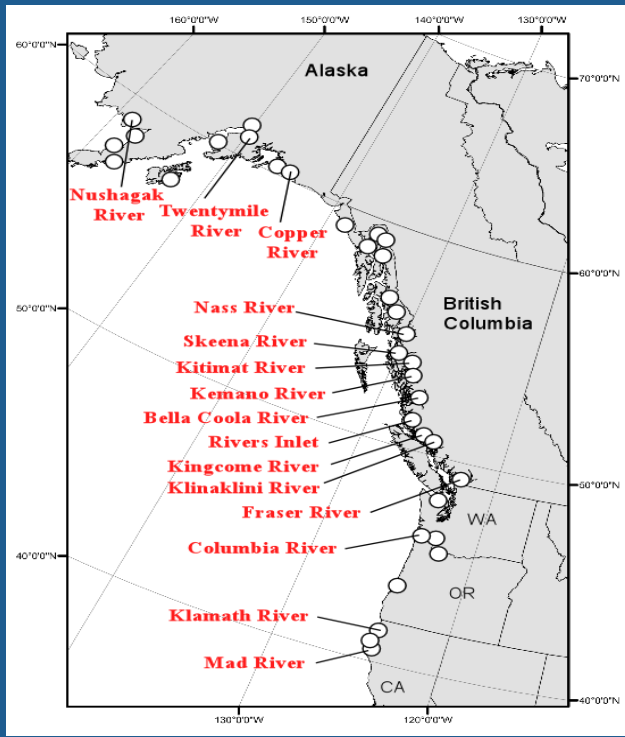 160°0'0"W
150°0'0"W
140°0'0"W
130°0'0"W
60°0'0"N
70°0'0"N
Alaska
Nushagak
River
Twentymile
River
Copper
River
60°0'0"N
50°0'0"N
British
Columbia
Nass River
Skeena River
Kitimat River
Kemano River
Bella Coola River
Rivers Inlet
Kingcome River
Klinaklini River
50°0'0"N
Fraser River
WA
Columbia River
40°0'0"N
OR
Klamath River
Mad River
CA
40°0'0"N
130°0'0"W
120°0'0"W